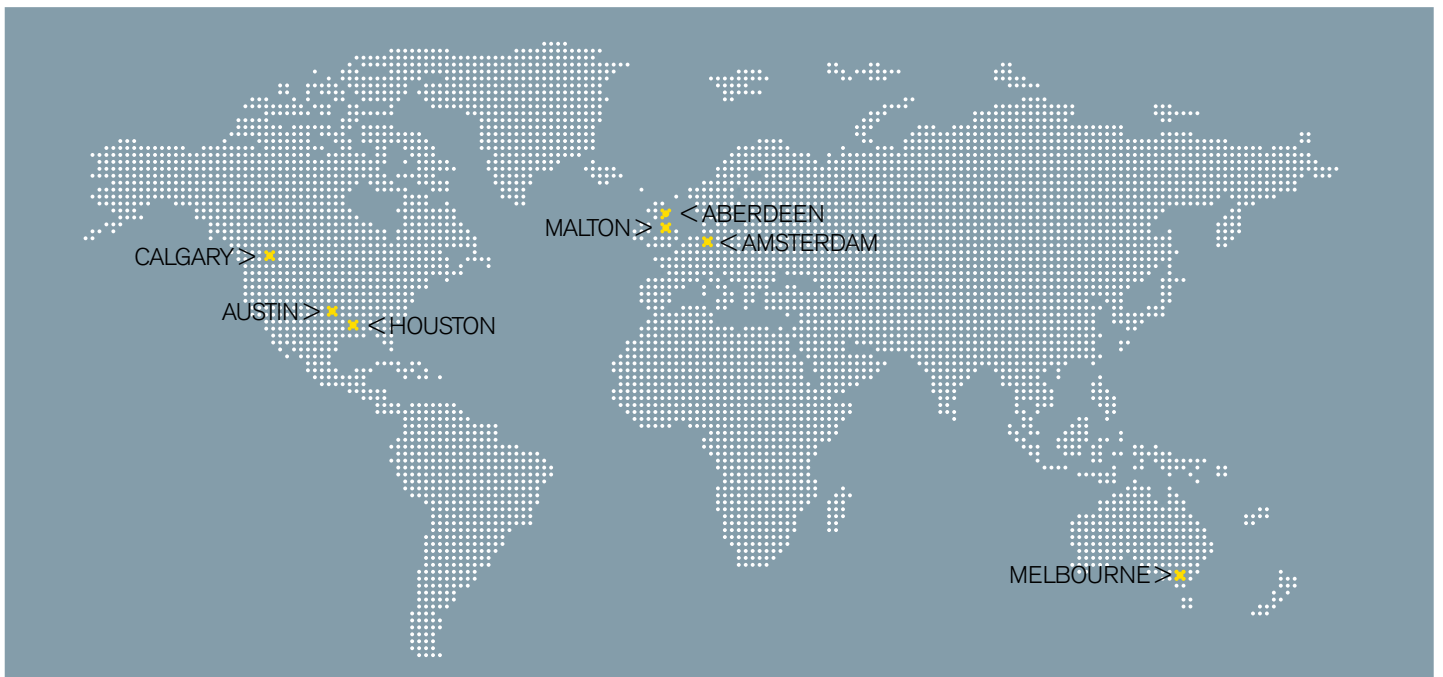 < ABERDEEN
MALTON >
< AMSTERDAM
CALGARY >
AUSTIN >
< HOUSTON
MELBOURNE >